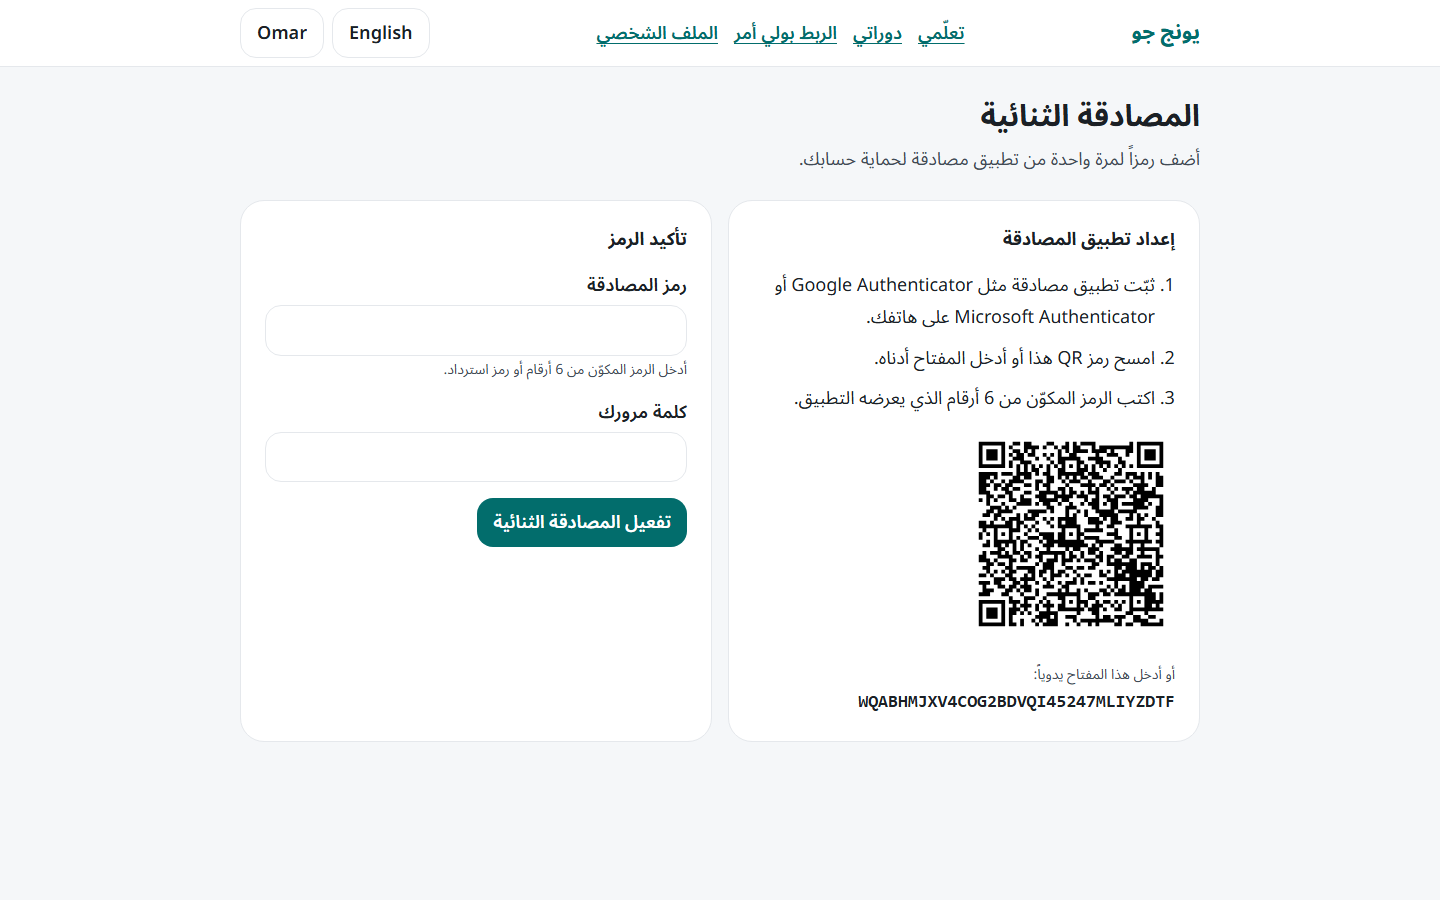 يونج جو
تعلّمي
دوراتي
الربط بولي أمر
الملف الشخصي
English
Omar
المصادقة الثنائية
أضف رمزاً لمرة واحدة من تطبيق مصادقة لحماية حسابك.
إعداد تطبيق المصادقة
1. ثبّت تطبيق مصادقة مثل Google Authenticator أو
Microsoft Authenticator على هاتفك.
2. امسح رمز QR هذا أو أدخل المفتاح أدناه.
3. اكتب الرمز المكوّن من 6 أرقام الذي يعرضه التطبيق.
أو أدخل هذا المفتاح يدوياً:
WQABHMJXV4COG2BDVQI45247MLIYZDTF
تأكيد الرمز
رمز المصادقة
أدخل الرمز المكوّن من 6 أرقام أو رمز استرداد.
كلمة مرورك
تفعيل المصادقة الثنائية